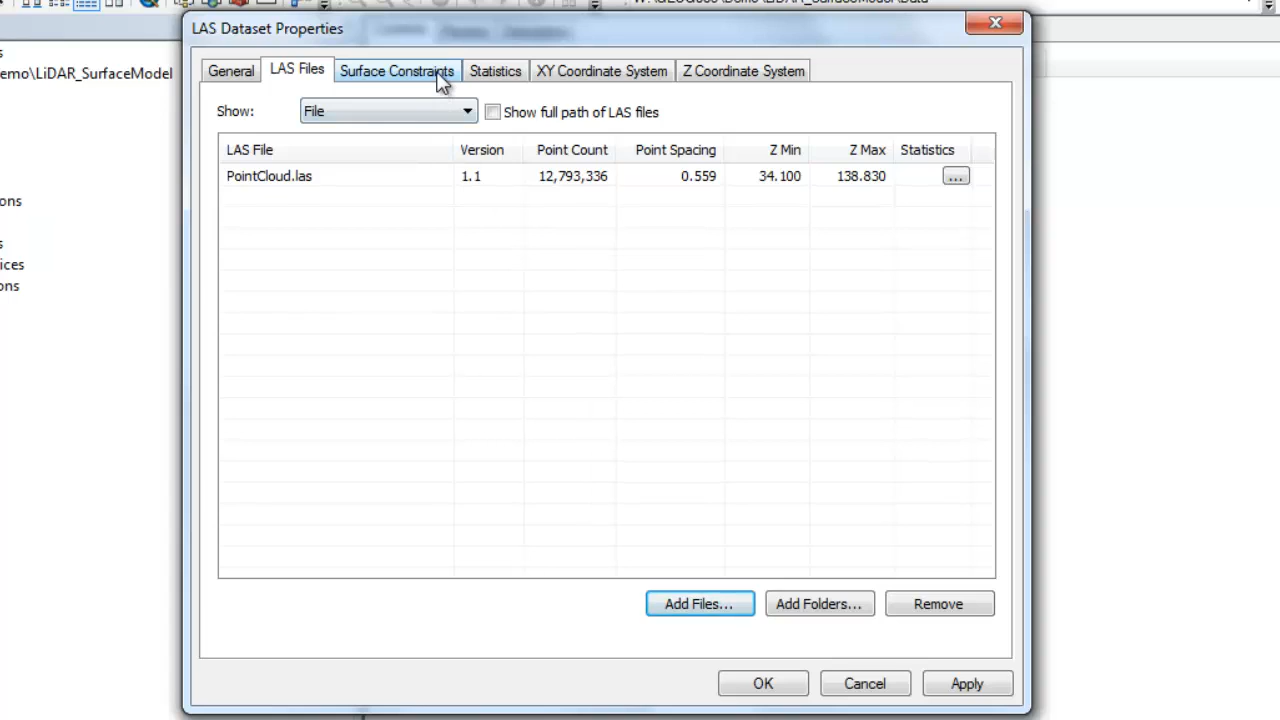 LAS Dataset Properties
General
LAS Files
Surface Constraints
Statistics
XY Coordinate System
Z Coordinate System
emo\LiDAR_SurfaceModel
Show:
File
Show full path of LAS files
LAS File
Version
Point Count
Point Spacing
Z Min
Z Max
Statistics
PointCloud.las
1.1
12,793,336
0.559
34.100
138.830
...
ons
s
ices
ons
Add Files...
Add Folders...
Remove
OK
Cancel
Apply